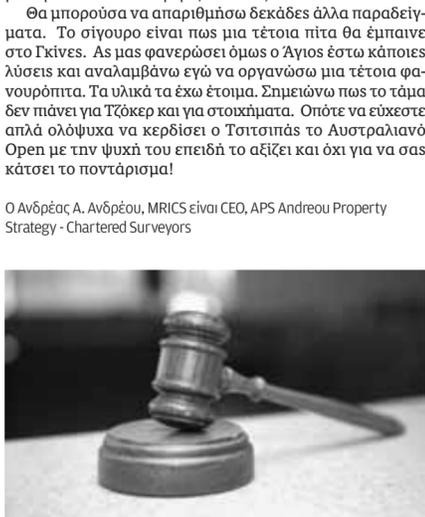 Θα μπορούσα να απαριθμήσω δεκάδες άλλα παραδείγ-
ματα. Το σίγουρο είναι πως μια τέτοια πίτα θα έμπαινε
στο Γκίνες. Ας μας φανερώσει όμως ο Άγιος έστω κάποιες
λύσεις και αναλαμβάνω εγώ να οργανώσω μια τέτοια φα-
νουρόπιτα. Τα υλικά τα έχω έτοιμα. Σημειώνω πως το τάμα
δεν πιάνει για Τζόκερ και για στοιχήματα. Οπότε να εύχεστε
απλά ολόψυχα να κερδίσει ο Τσιτσιπάς το Αυστραλιανό
Open με την ψυχή του επειδή το αξίζει και όχι για να σας
κάτσει το ποντάρισμα!
Ο Ανδρέας Α. Ανδρέου, MRICS είναι CEO, APS Andreou Property
Strategy - Chartered Surveyors